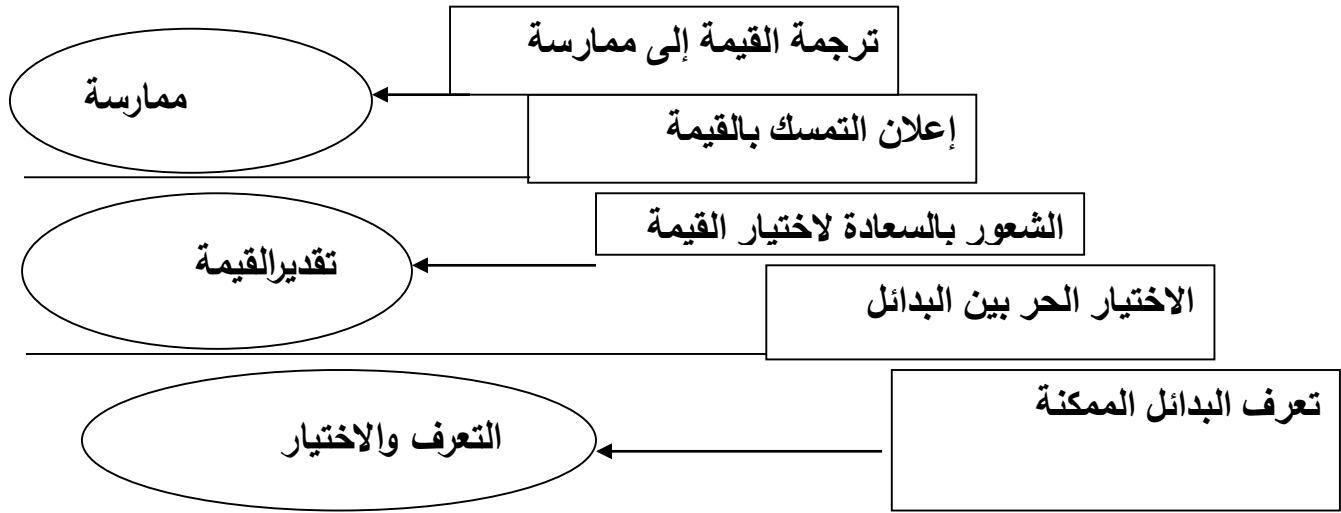 ترجمة القيمة إلى ممارسة
ممارسة
إعلان التمسك بالقيمة
الشعور بالسعادة لاختيار القيمة
تقديرالقيمة
الاختيار الحر بين البدائل
تعرف البدائل الممكنة
التعرف والاختيار